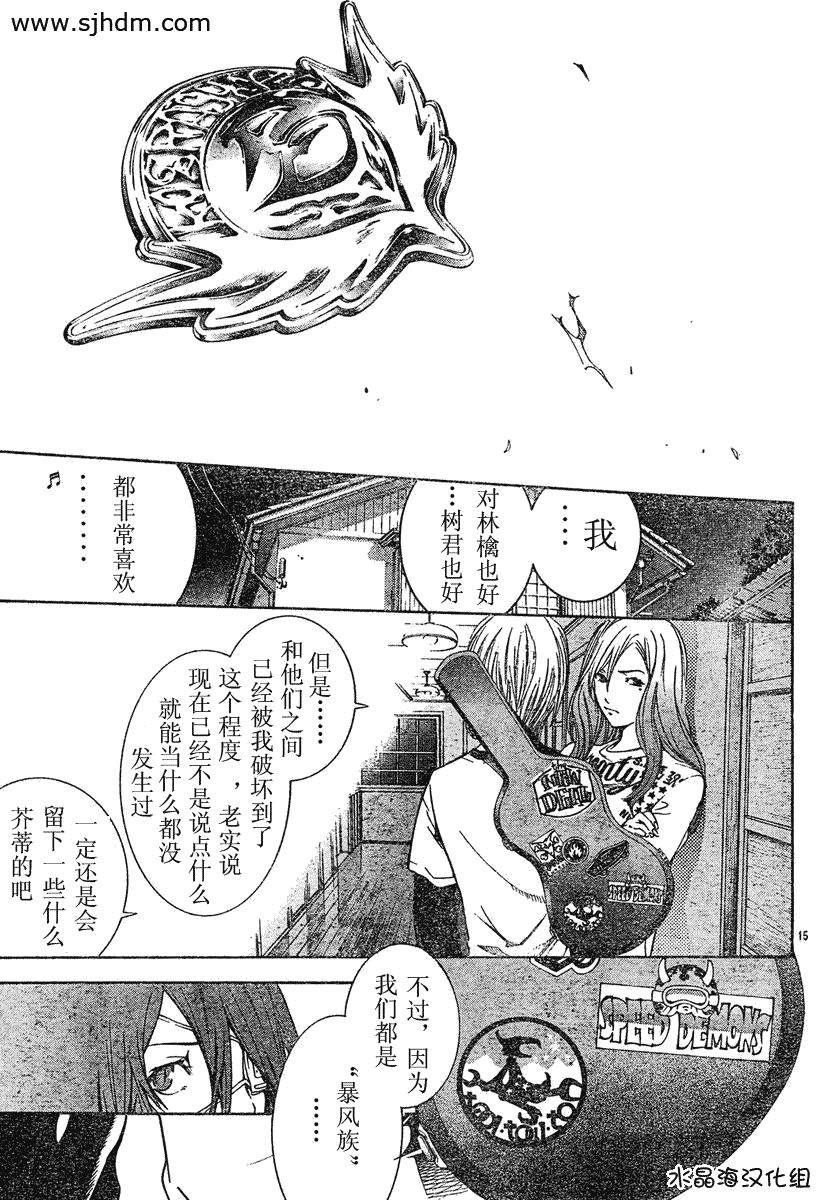 www.sjhdm.com
我
……
对林檎也好
…树君也好
都非常喜欢
………
♬
但是……
和他们之间
已经被我破坏到了
这个程度，老实说
现在已经不是说点什么
就能当什么都没
发生过
一定还是会
留下一些什么
芥蒂的吧
NEW
DEAL
SPEED DEMONS
15
不过，因为
我们都是
“暴风族”
……
SPEED DEMONS
水晶海汉化组